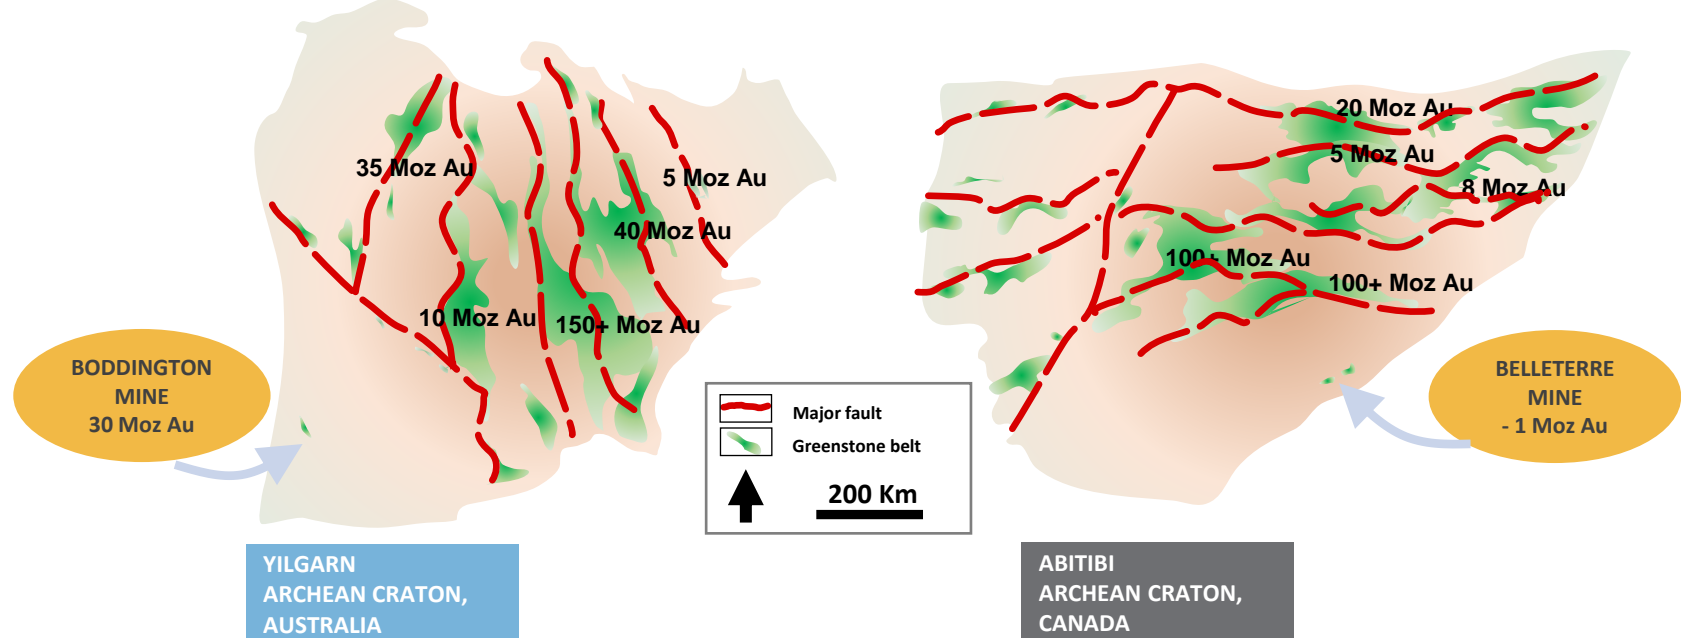 35 Moz Au
5 Moz Au
40 Moz Au
10 Moz Au
150+ Moz Au
BODDINGTON
MINE
30 Moz Au
20 Moz Au
5 Moz Au
8 Moz Au
100+ Moz Au
100+ Moz Au
BELLETERRE
MINE
- 1 Moz Au
Major fault
Greenstone belt
200 Km
YILGARN
ARCHEAN CRATON,
AUSTRALIA
ABITIBI
ARCHEAN CRATON,
CANADA